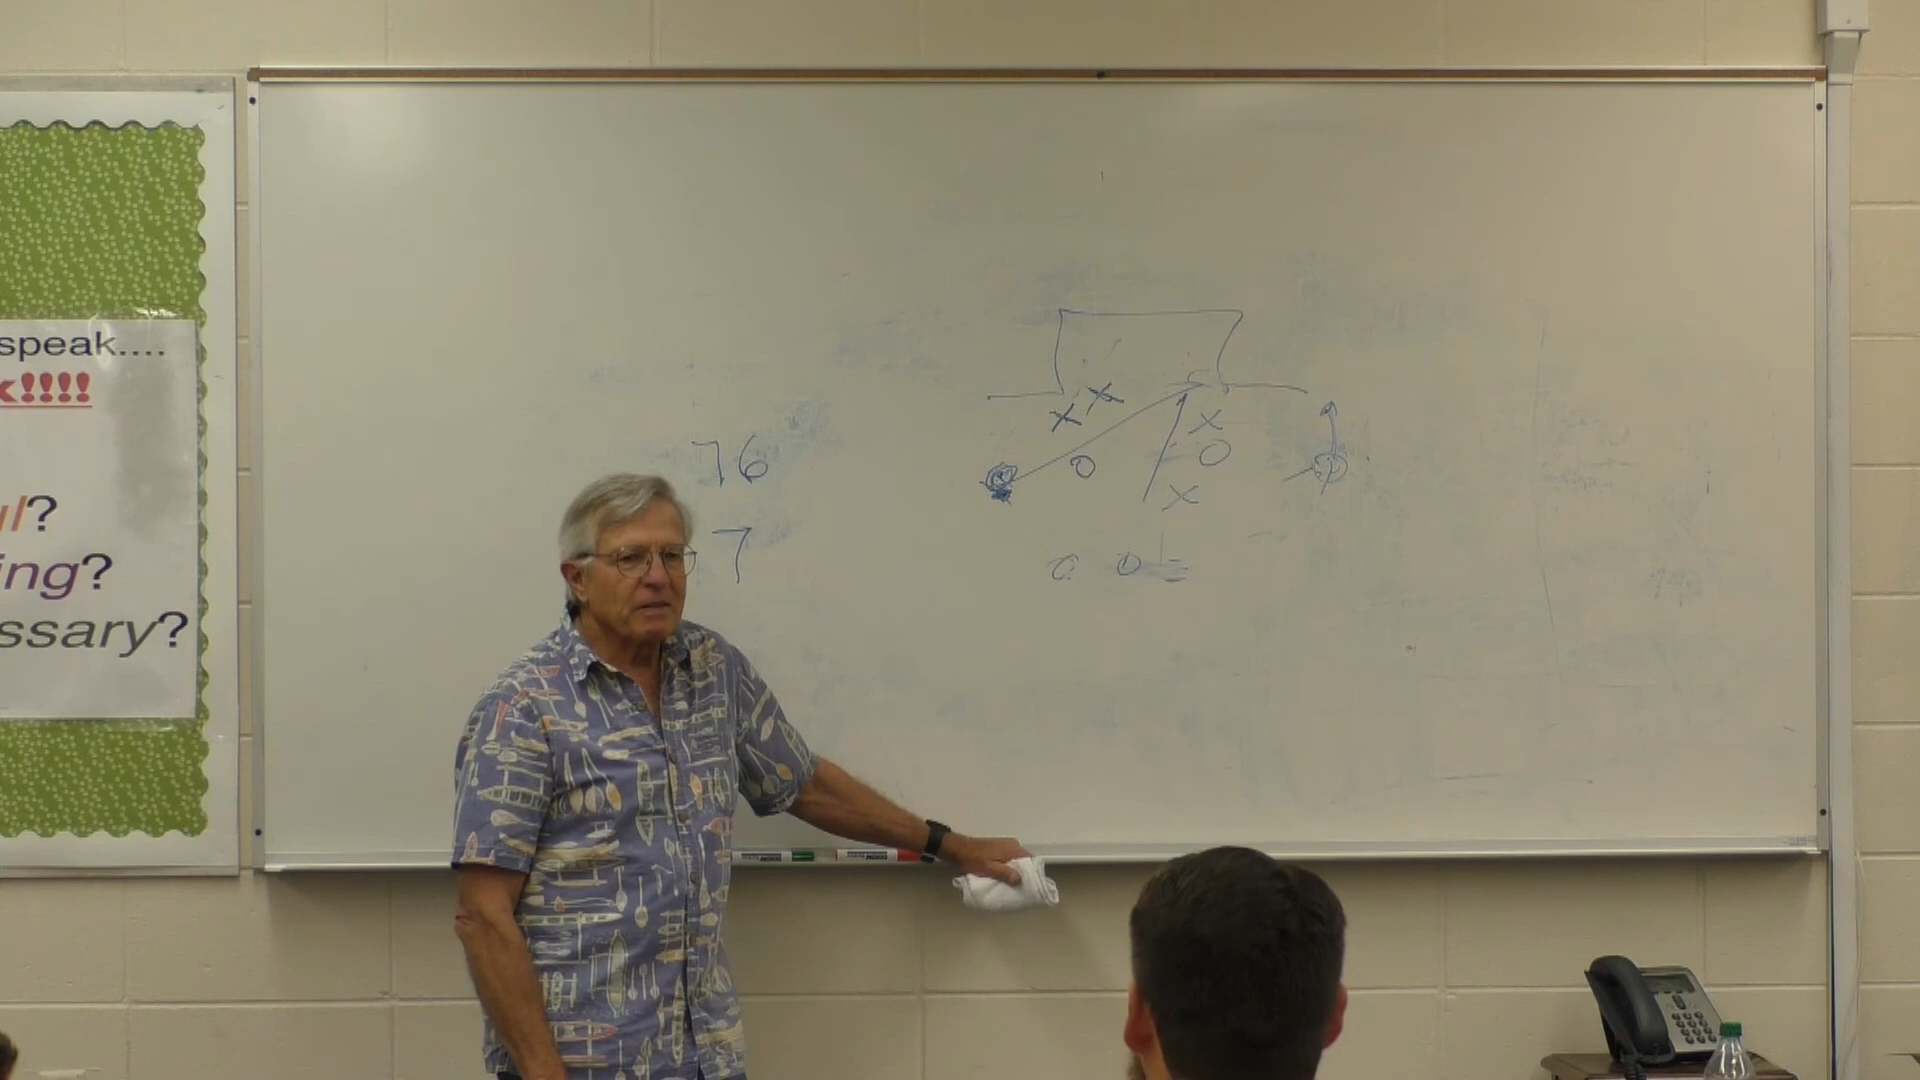 speak....
k!!!!
ul?
ing?
ssary?
76
7
X X X
O O
X
O O